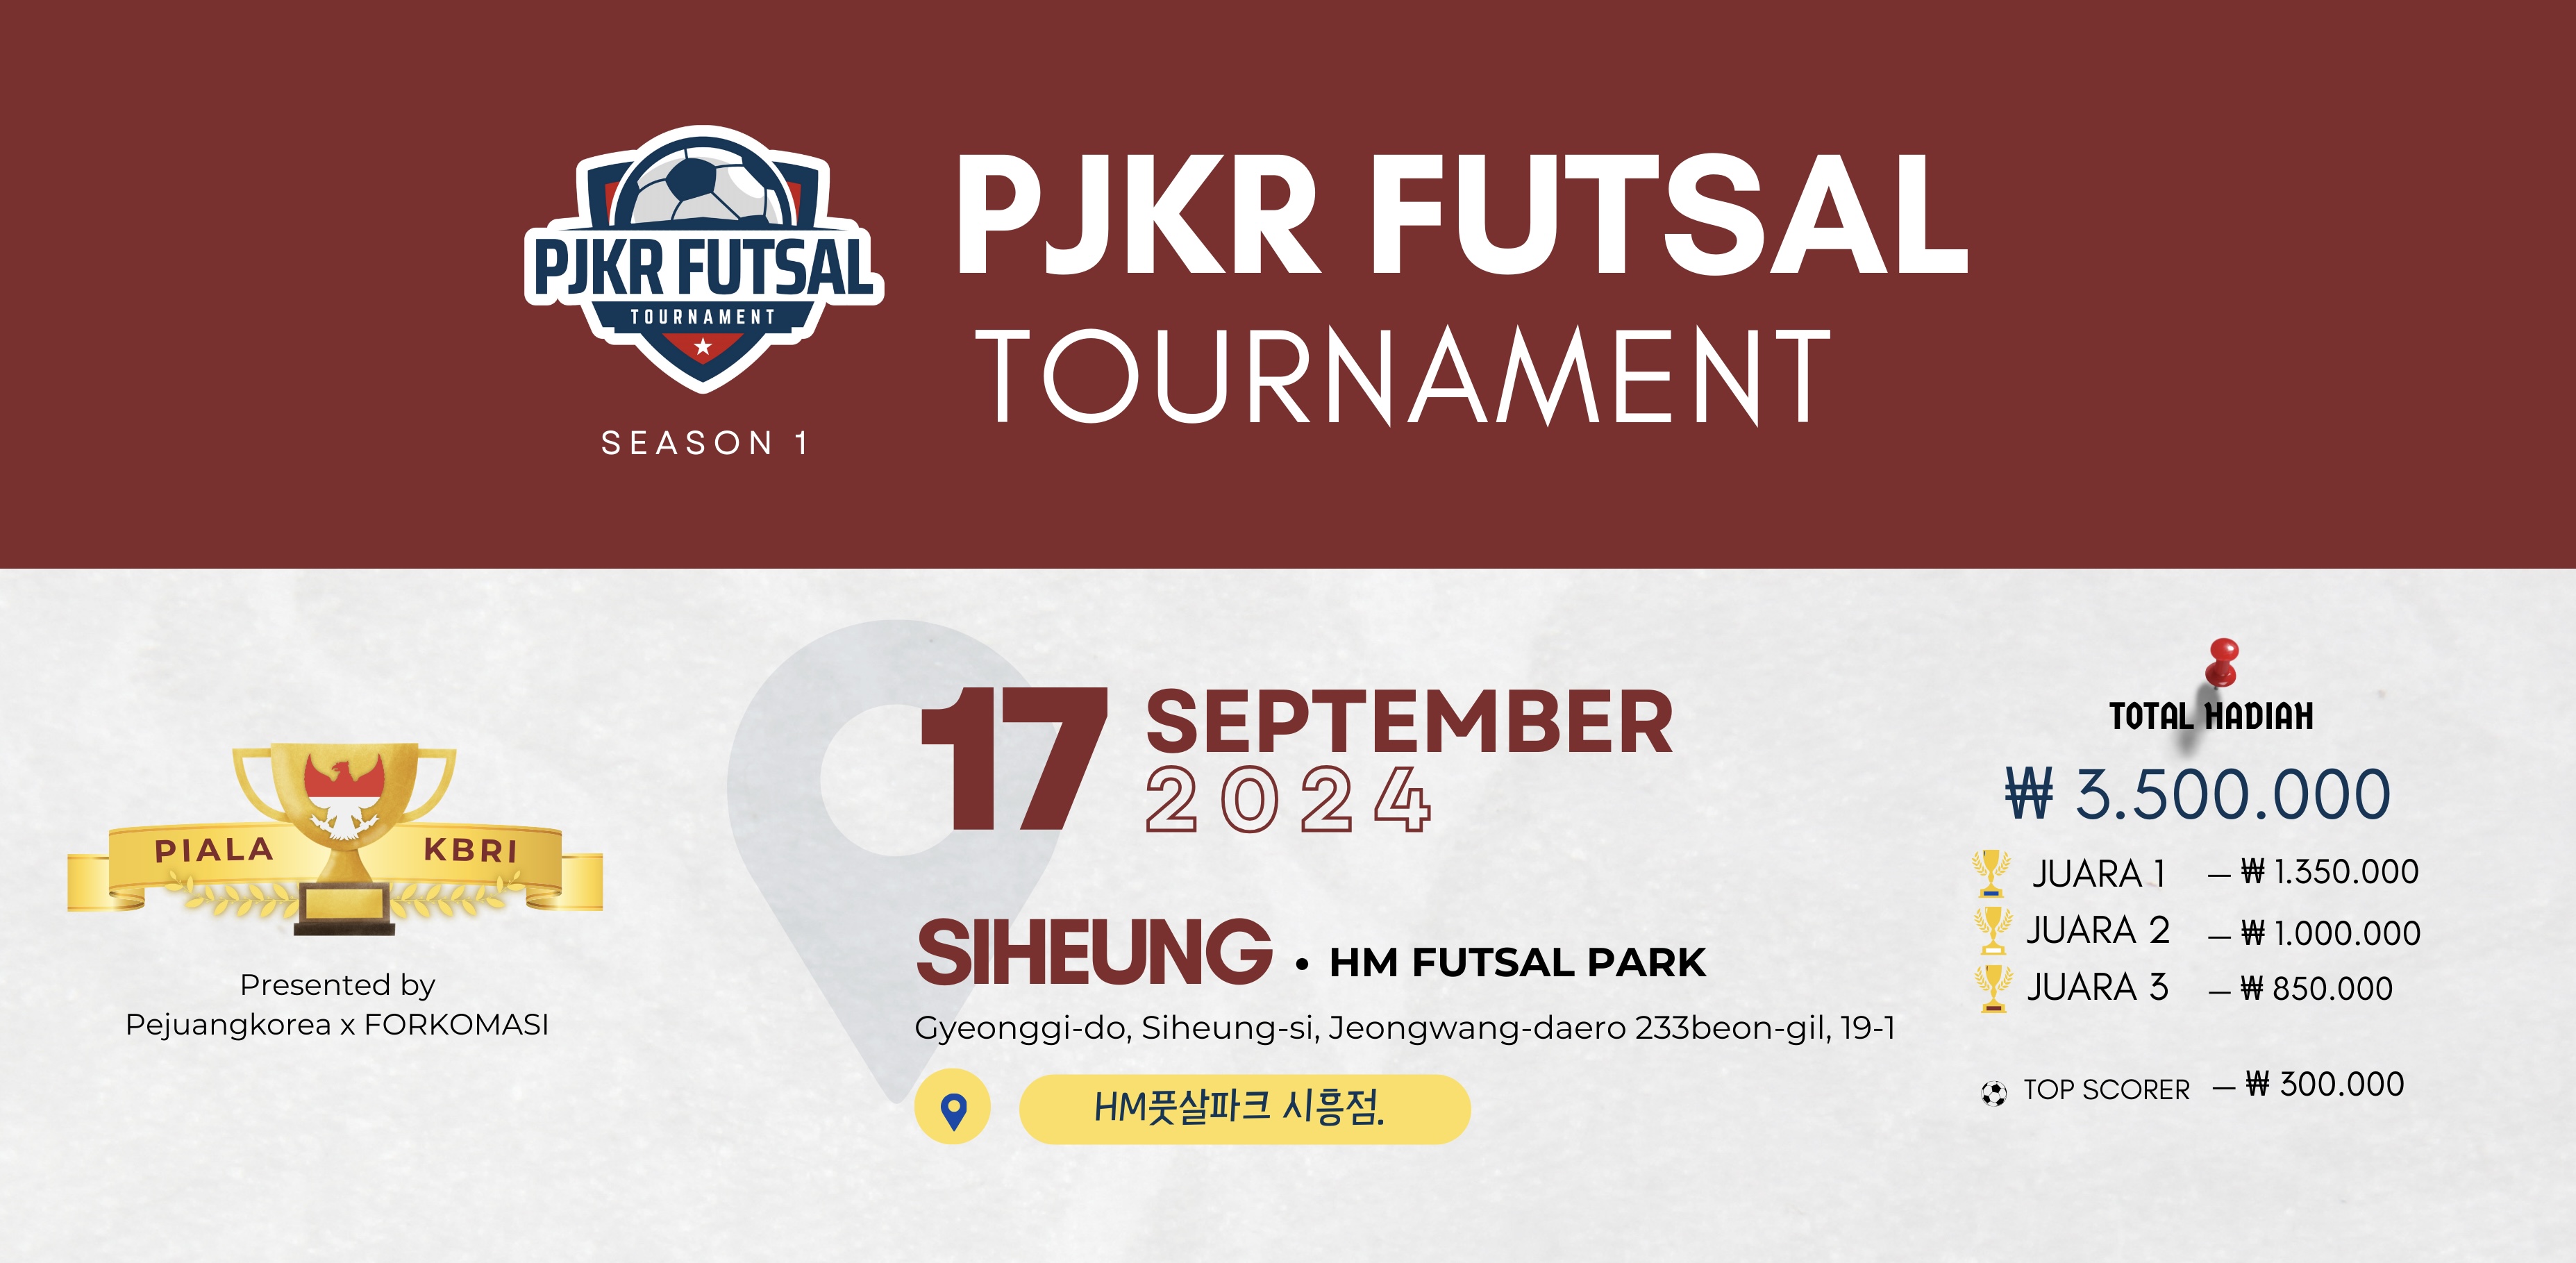 PJKR FUTSAL
TOURNAMENT
SEASON 1
PJKR FUTSAL
TOURNAMENT
PIALA KBRI
Presented by
Pejuangkorea x FORKOMASI
17 SEPTEMBER
2024
SIHEUNG • HM FUTSAL PARK
Gyeonggi-do, Siheung-si, Jeongwang-daero 233beon-gil, 19-1
HM풋살파크 시흥점.
TOTAL HADIAH
₩ 3.500.000
JUARA 1 – ₩ 1.350.000
JUARA 2 – ₩ 1.000.000
JUARA 3 – ₩ 850.000
TOP SCORER – ₩ 300.000